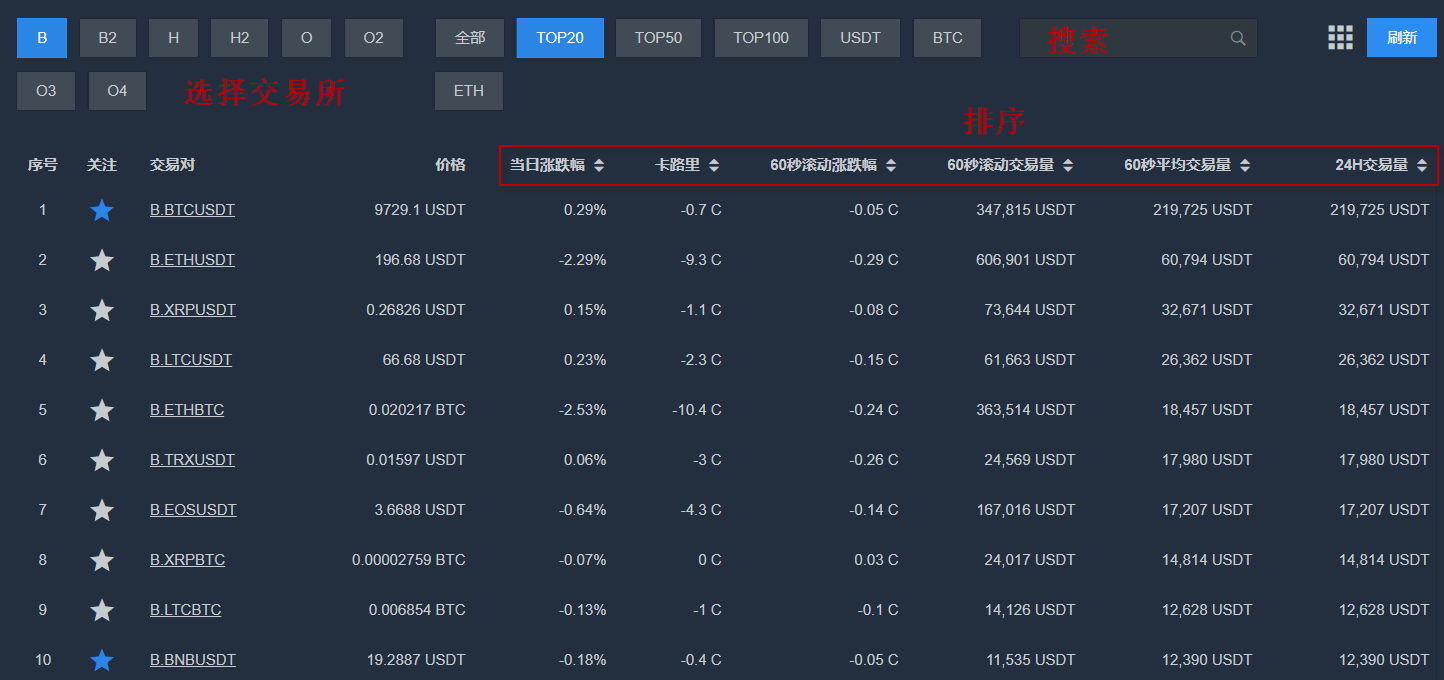 B B2 H H2 O O2 全部 TOP20 TOP50 TOP100 USDT BTC 搜索 刷新
O3 O4 选择交易所 ETH
排序
序号 关注 交易对 价格 当日涨跌幅 卡路里 60秒滚动涨跌幅 60秒滚动交易量 60秒平均交易量 24H交易量
1 B.BTCUSDT 9729.1 USDT 0.29% -0.7 C -0.05 C 347,815 USDT 219,725 USDT 219,725 USDT
2 B.ETHUSDT 196.68 USDT -2.29% -9.3 C -0.29 C 606,901 USDT 60,794 USDT 60,794 USDT
3 B.XRPUSDT 0.26826 USDT 0.15% -1.1 C -0.08 C 73,644 USDT 32,671 USDT 32,671 USDT
4 B.LTCUSDT 66.68 USDT 0.23% -2.3 C -0.15 C 61,663 USDT 26,362 USDT 26,362 USDT
5 B.ETHBTC 0.020217 BTC -2.53% -10.4 C -0.24 C 363,514 USDT 18,457 USDT 18,457 USDT
6 B.TRXUSDT 0.01597 USDT 0.06% -3 C -0.26 C 24,569 USDT 17,980 USDT 17,980 USDT
7 B.EOSUSDT 3.6688 USDT -0.64% -4.3 C -0.14 C 167,016 USDT 17,207 USDT 17,207 USDT
8 B.XRPBTC 0.00002759 BTC -0.07% 0 C 0.03 C 24,017 USDT 14,814 USDT 14,814 USDT
9 B.LTCBTC 0.006854 BTC -0.13% -1 C -0.1 C 14,126 USDT 12,628 USDT 12,628 USDT
10 B.BNBUSDT 19.2887 USDT -0.18% -0.4 C -0.05 C 11,535 USDT 12,390 USDT 12,390 USDT